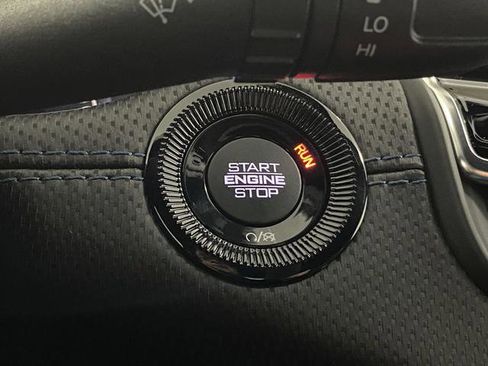 LO
HI
RUN
START
ENGINE
STOP